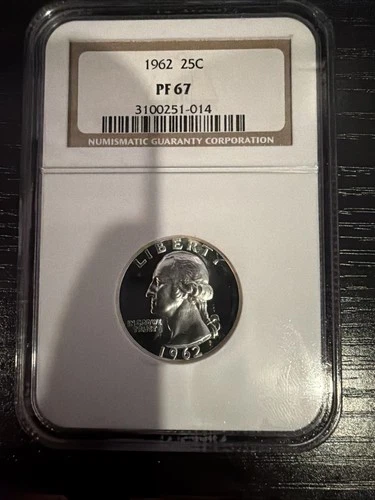 1962 25C
PF 67
3100251-014
NUMISMATIC GUARANTY CORPORATION
LIBERTY
IN GOD WE
TRUST
1962